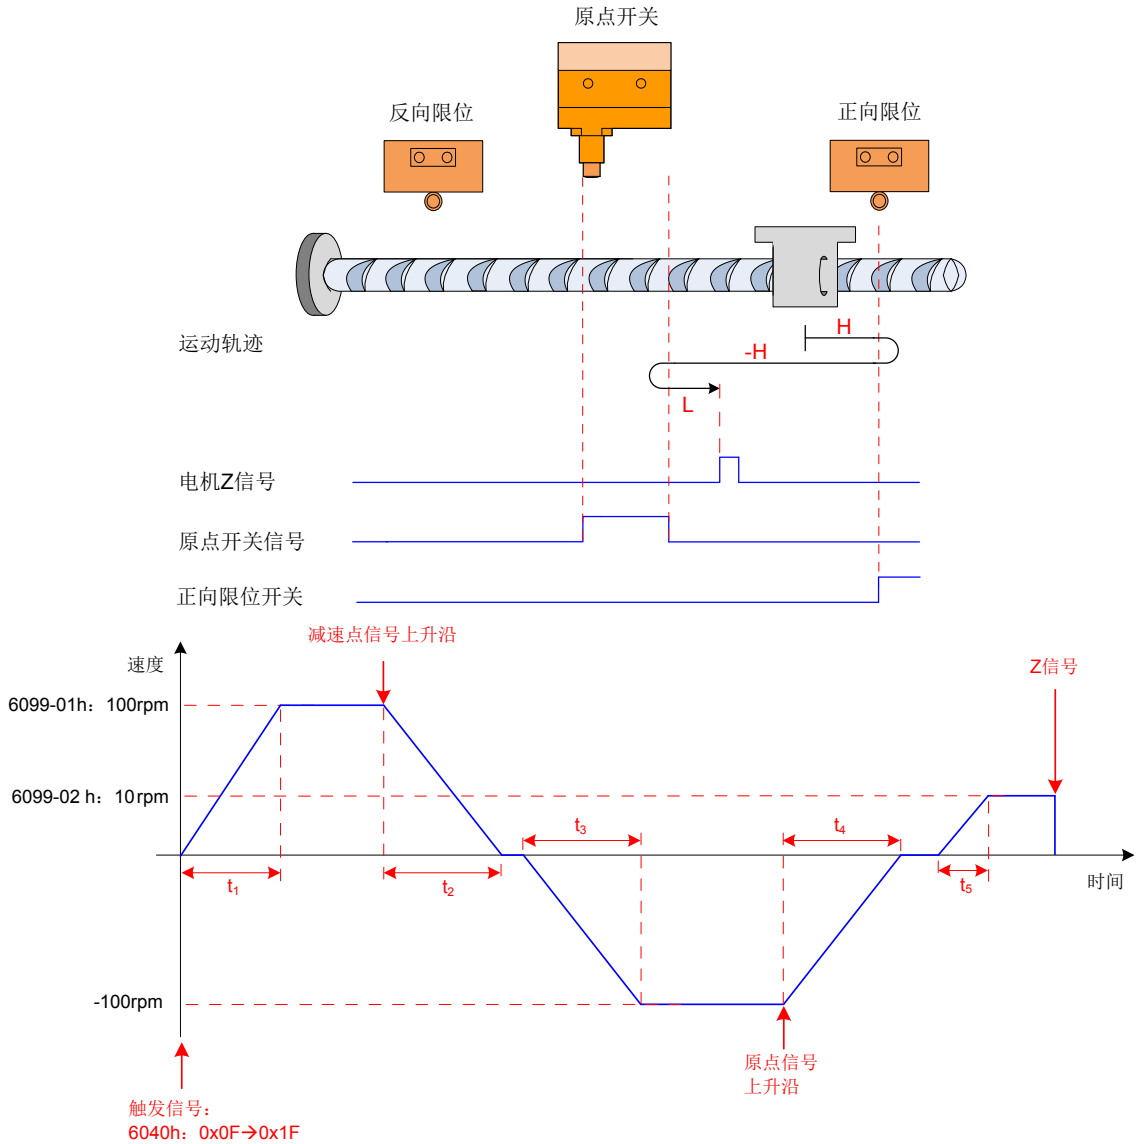 原点开关
反向限位
正向限位
运动轨迹
H
-H
L
电机Z信号
原点开关信号
正向限位开关
减速点信号上升沿
速度
Z信号
6099-01h：100rpm
6099-02 h：10rpm
t3
t4
t1
t2
t5
时间
-100rpm
原点信号
上升沿
触发信号：
6040h：0x0F→0x1F